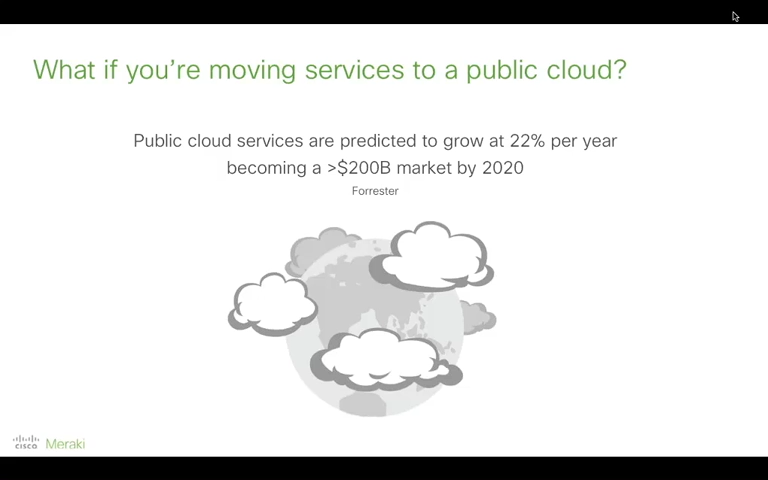 What if you're moving services to a public cloud?
Public cloud services are predicted to grow at 22% per year
becoming a >$200B market by 2020
Forrester
cisco Meraki